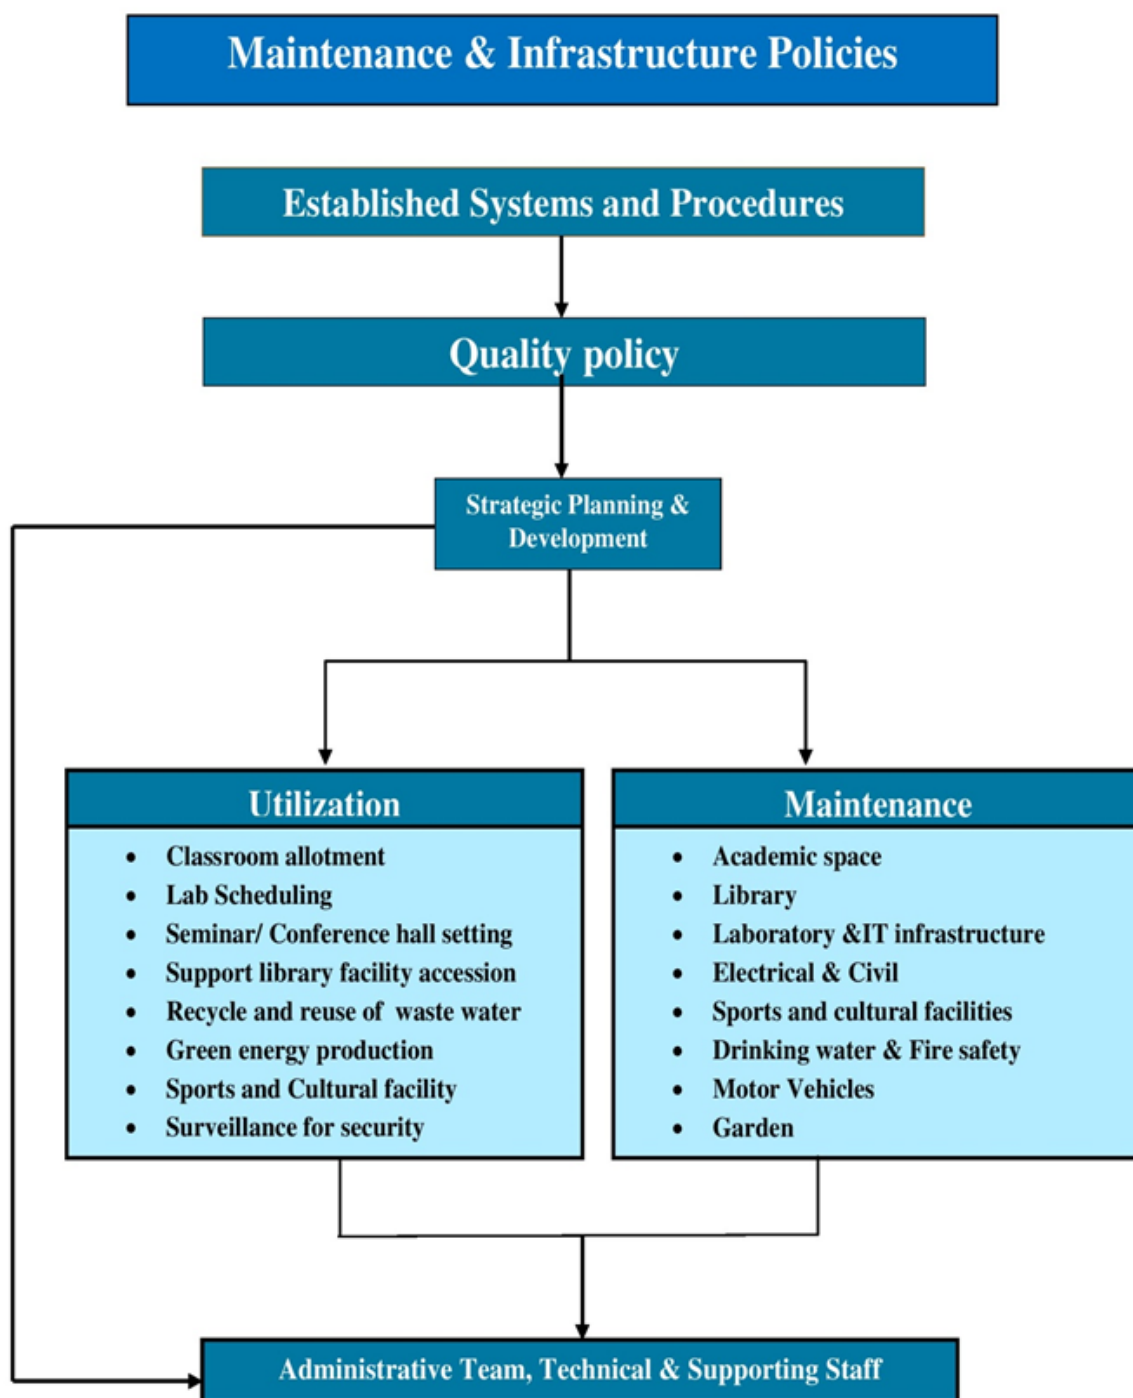 Maintenance & Infrastructure Policies
Established Systems and Procedures
Quality policy
Strategic Planning &
Development
Utilization
• Classroom allotment
• Lab Scheduling
• Seminar/ Conference hall setting
• Support library facility accession
• Recycle and reuse of waste water
• Green energy production
• Sports and Cultural facility
• Surveillance for security
Maintenance
• Academic space
• Library
• Laboratory &IT infrastructure
• Electrical & Civil
• Sports and cultural facilities
• Drinking water & Fire safety
• Motor Vehicles
• Garden
Administrative Team, Technical & Supporting Staff